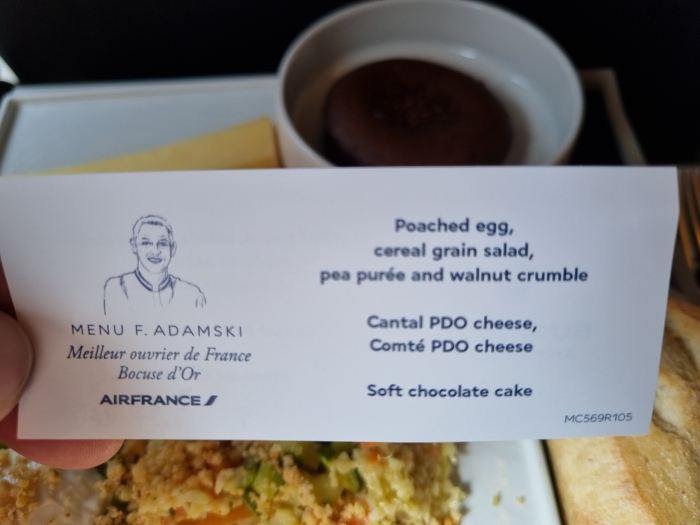 MENU F. ADAMSKI
Meilleur ouvrier de France
Bocuse d'Or
AIRFRANCE
Poached egg,
cereal grain salad,
pea purée and walnut crumble
Cantal PDO cheese,
Comté PDO cheese
Soft chocolate cake
MC569R105